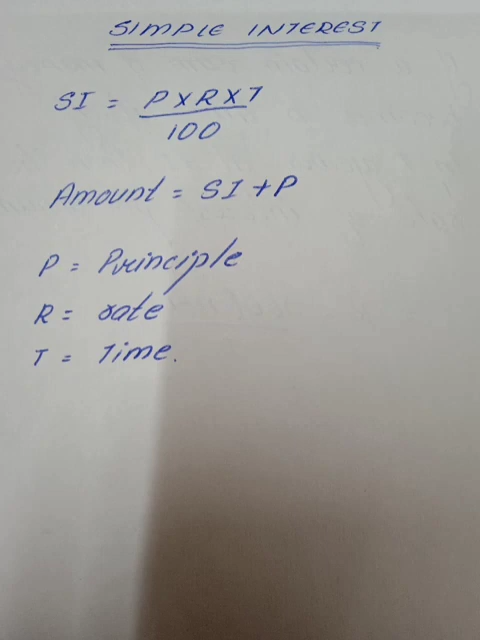 SIMPLE INTEREST
SI = P X R X T
100
Amount = SI + P
P = Principle
R = rate
T = Time.